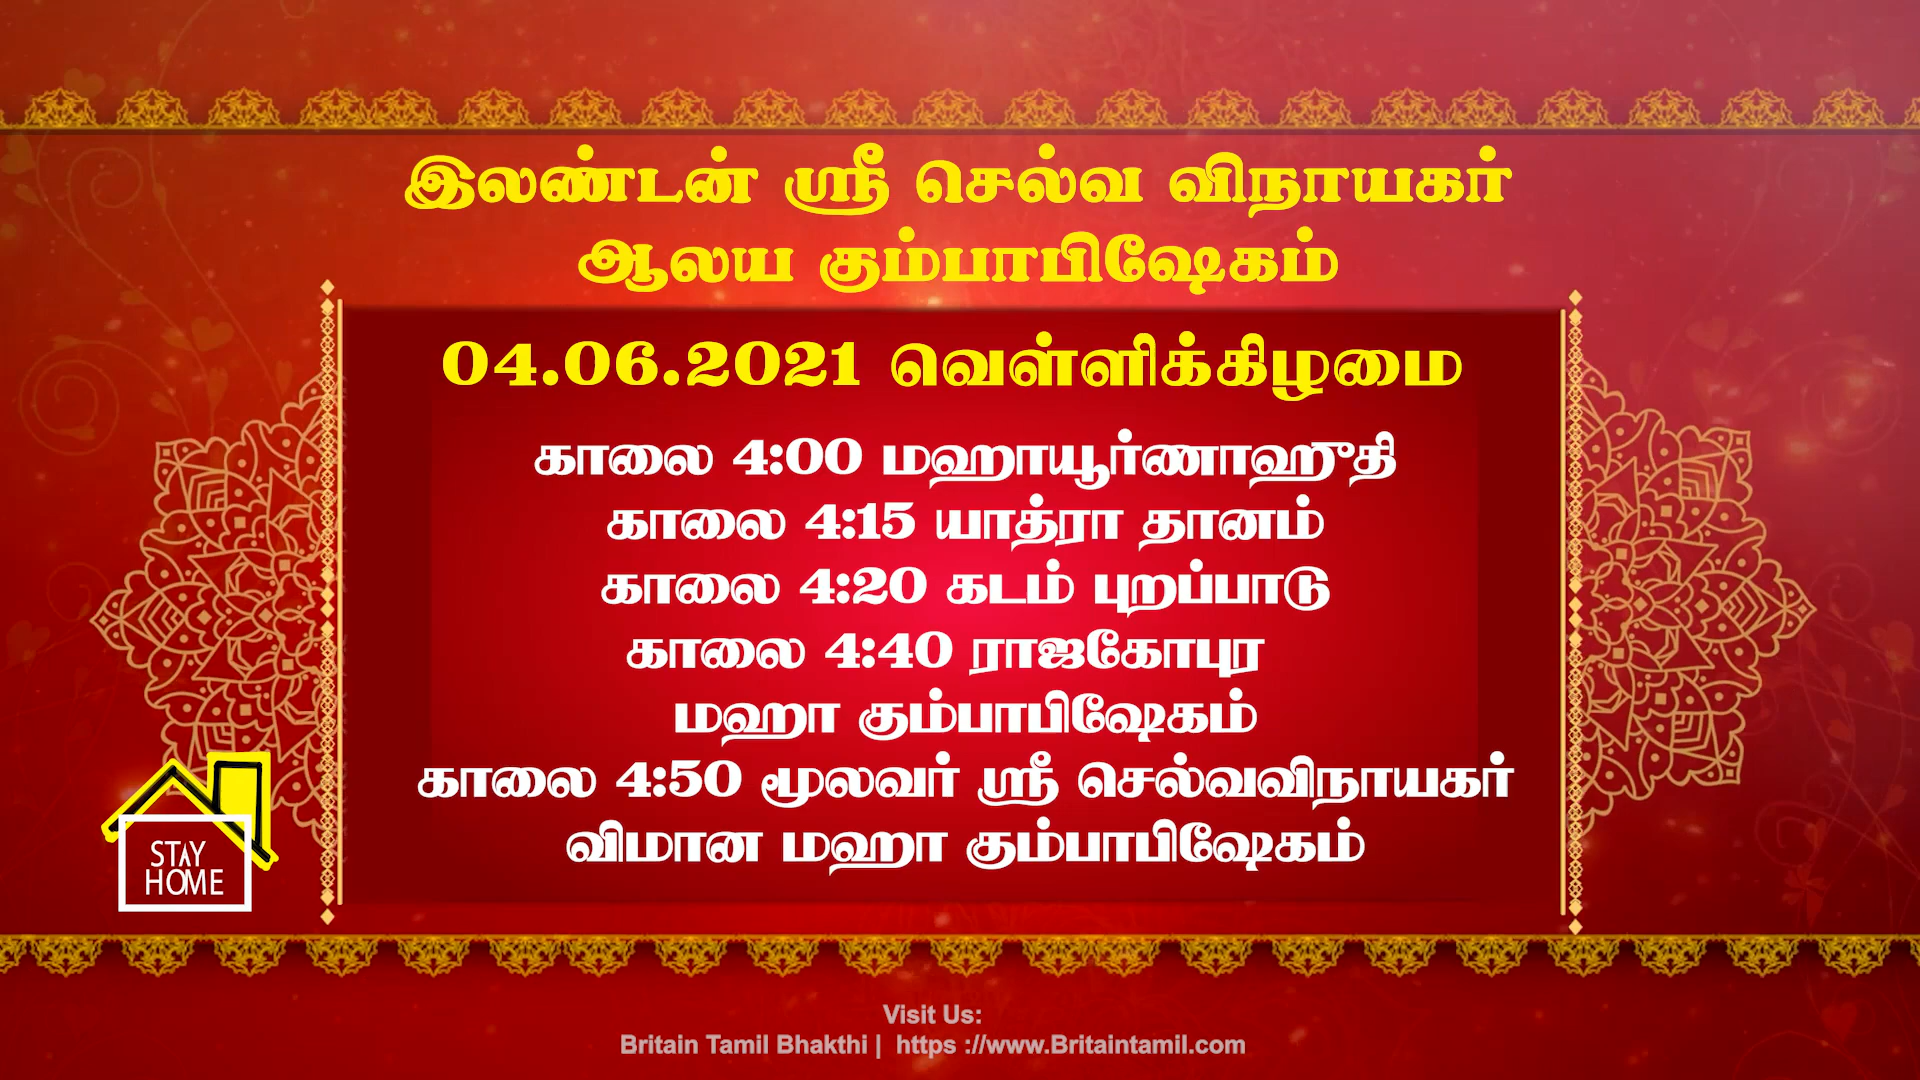 இலண்டன் ஸ்ரீ செல்வ விநாயகர்
ஆலய கும்பாபிஷேகம்
04.06.2021 வெள்ளிக்கிழமை
காலை 4:00 மஹாயூர்ணாஹுதி
காலை 4:15 யாத்ரா தானம்
காலை 4:20 கடம் புறப்பாடு
காலை 4:40 ராஜகோபுர
மஹா கும்பாபிஷேகம்
காலை 4:50 மூலவர் ஸ்ரீ செல்வவிநாயகர்
விமான மஹா கும்பாபிஷேகம்
STAY
HOME
Visit Us:
Britain Tamil Bhakthi | https ://www.Britaintamil.com